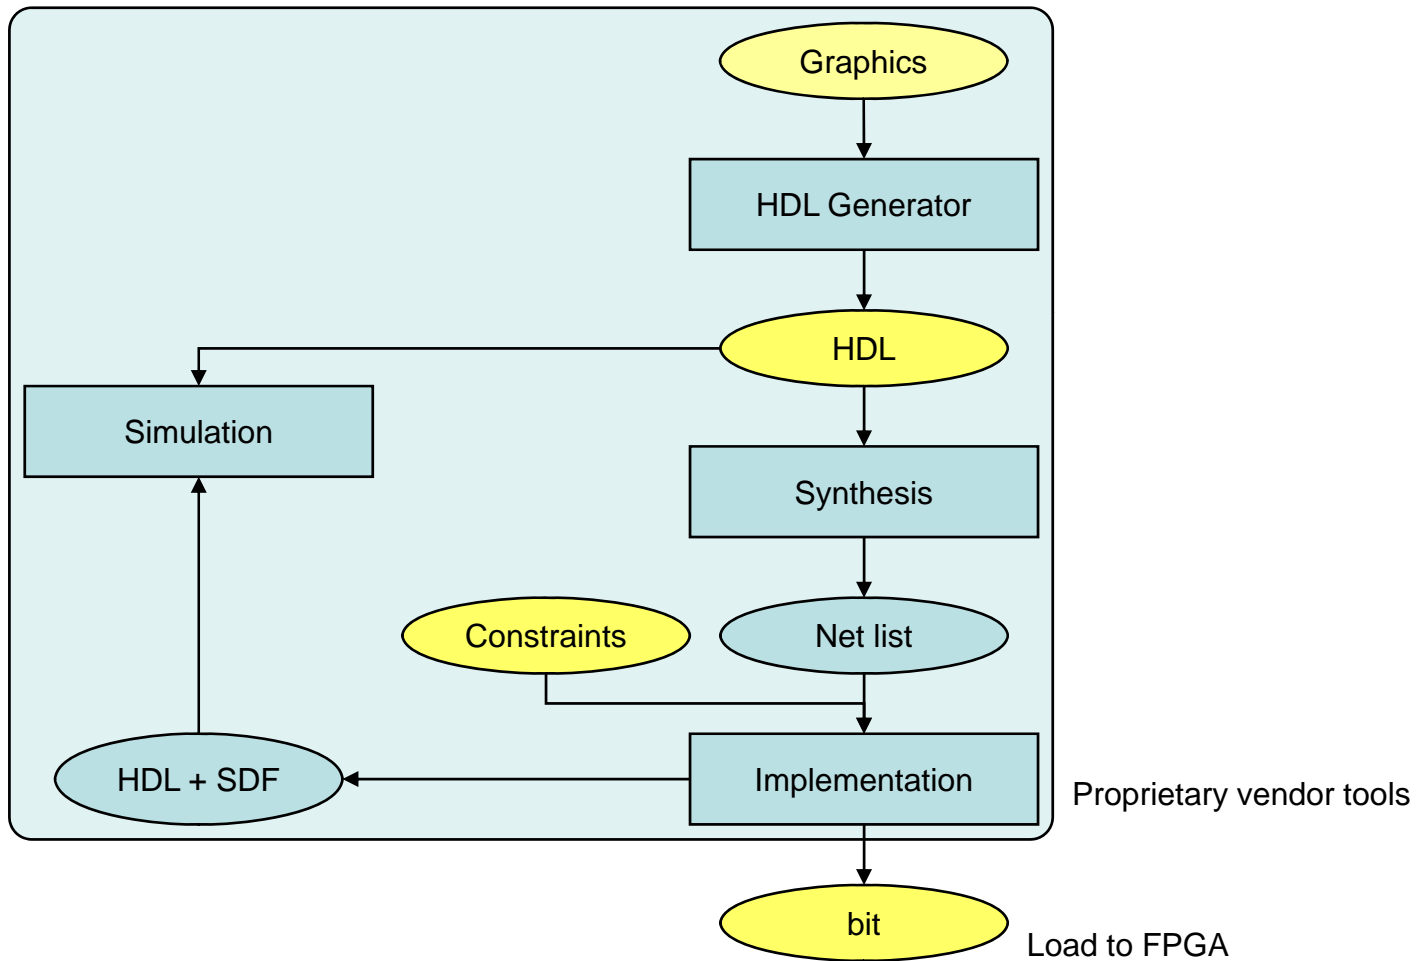 Graphics
HDL Generator
HDL
Simulation
Synthesis
Constraints
Net list
HDL + SDF
Implementation
Proprietary vendor tools
bit
Load to FPGA